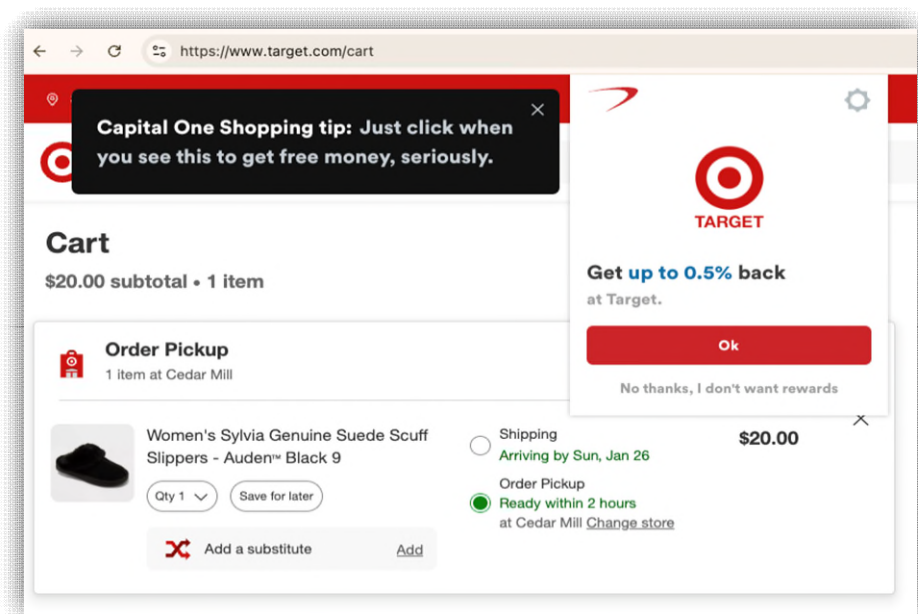 https://www.target.com/cart
Capital One Shopping tip: Just click when
you see this to get free money, seriously.
TARGET
Get up to 0.5% back
at Target.
Ok
No thanks, I don't want rewards
Cart
$20.00 subtotal • 1 item
Order Pickup
1 item at Cedar Mill
Women's Sylvia Genuine Suede Scuff
Slippers - Auden™ Black 9
Qty 1
Save for later
Add a substitute
Add
Shipping
Arriving by Sun, Jan 26
Order Pickup
Ready within 2 hours
at Cedar Mill Change store
$20.00